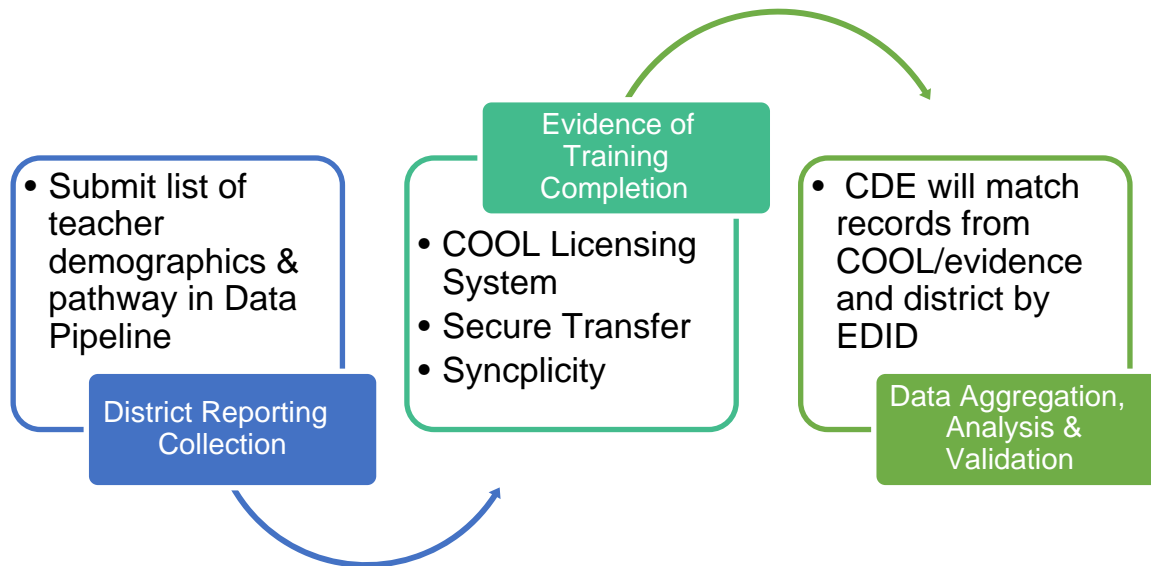 • Submit list of
teacher
demographics &
pathway in Data
Pipeline
District Reporting
Collection
Evidence of
Training
Completion
• COOL Licensing
System
• Secure Transfer
• Syncplicity
• CDE will match
records from
COOL/evidence
and district by
EDID
Data Aggregation,
Analysis &
Validation